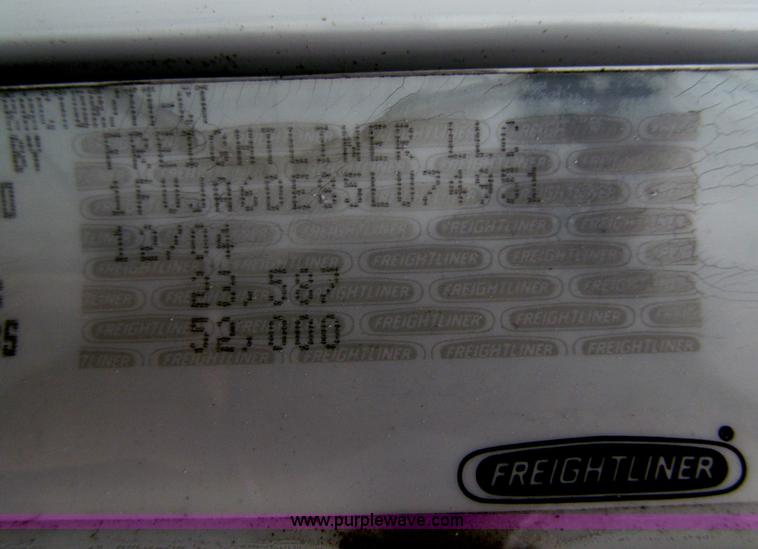 FREIGHTLINER LLC
1FUJA6DE85LU74951
12/04
23,587
52,000
FREIGHTLINER
www.purplewave.com